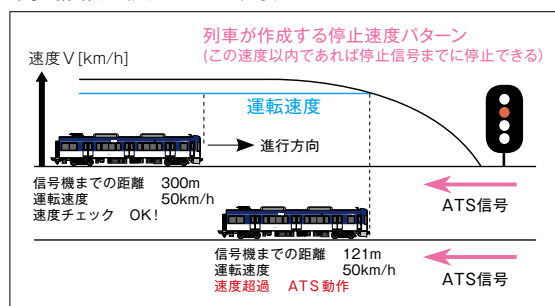 列車が作成する停止速度パターン
(この速度以内であれば停止信号までに停止できる)
速度V[km/h]
運転速度
進行方向
信号機までの距離 300m
運転速度 50km/h
速度チェック OK!
ATS信号
信号機までの距離 121m
運転速度 50km/h
速度超過 ATS動作
ATS信号